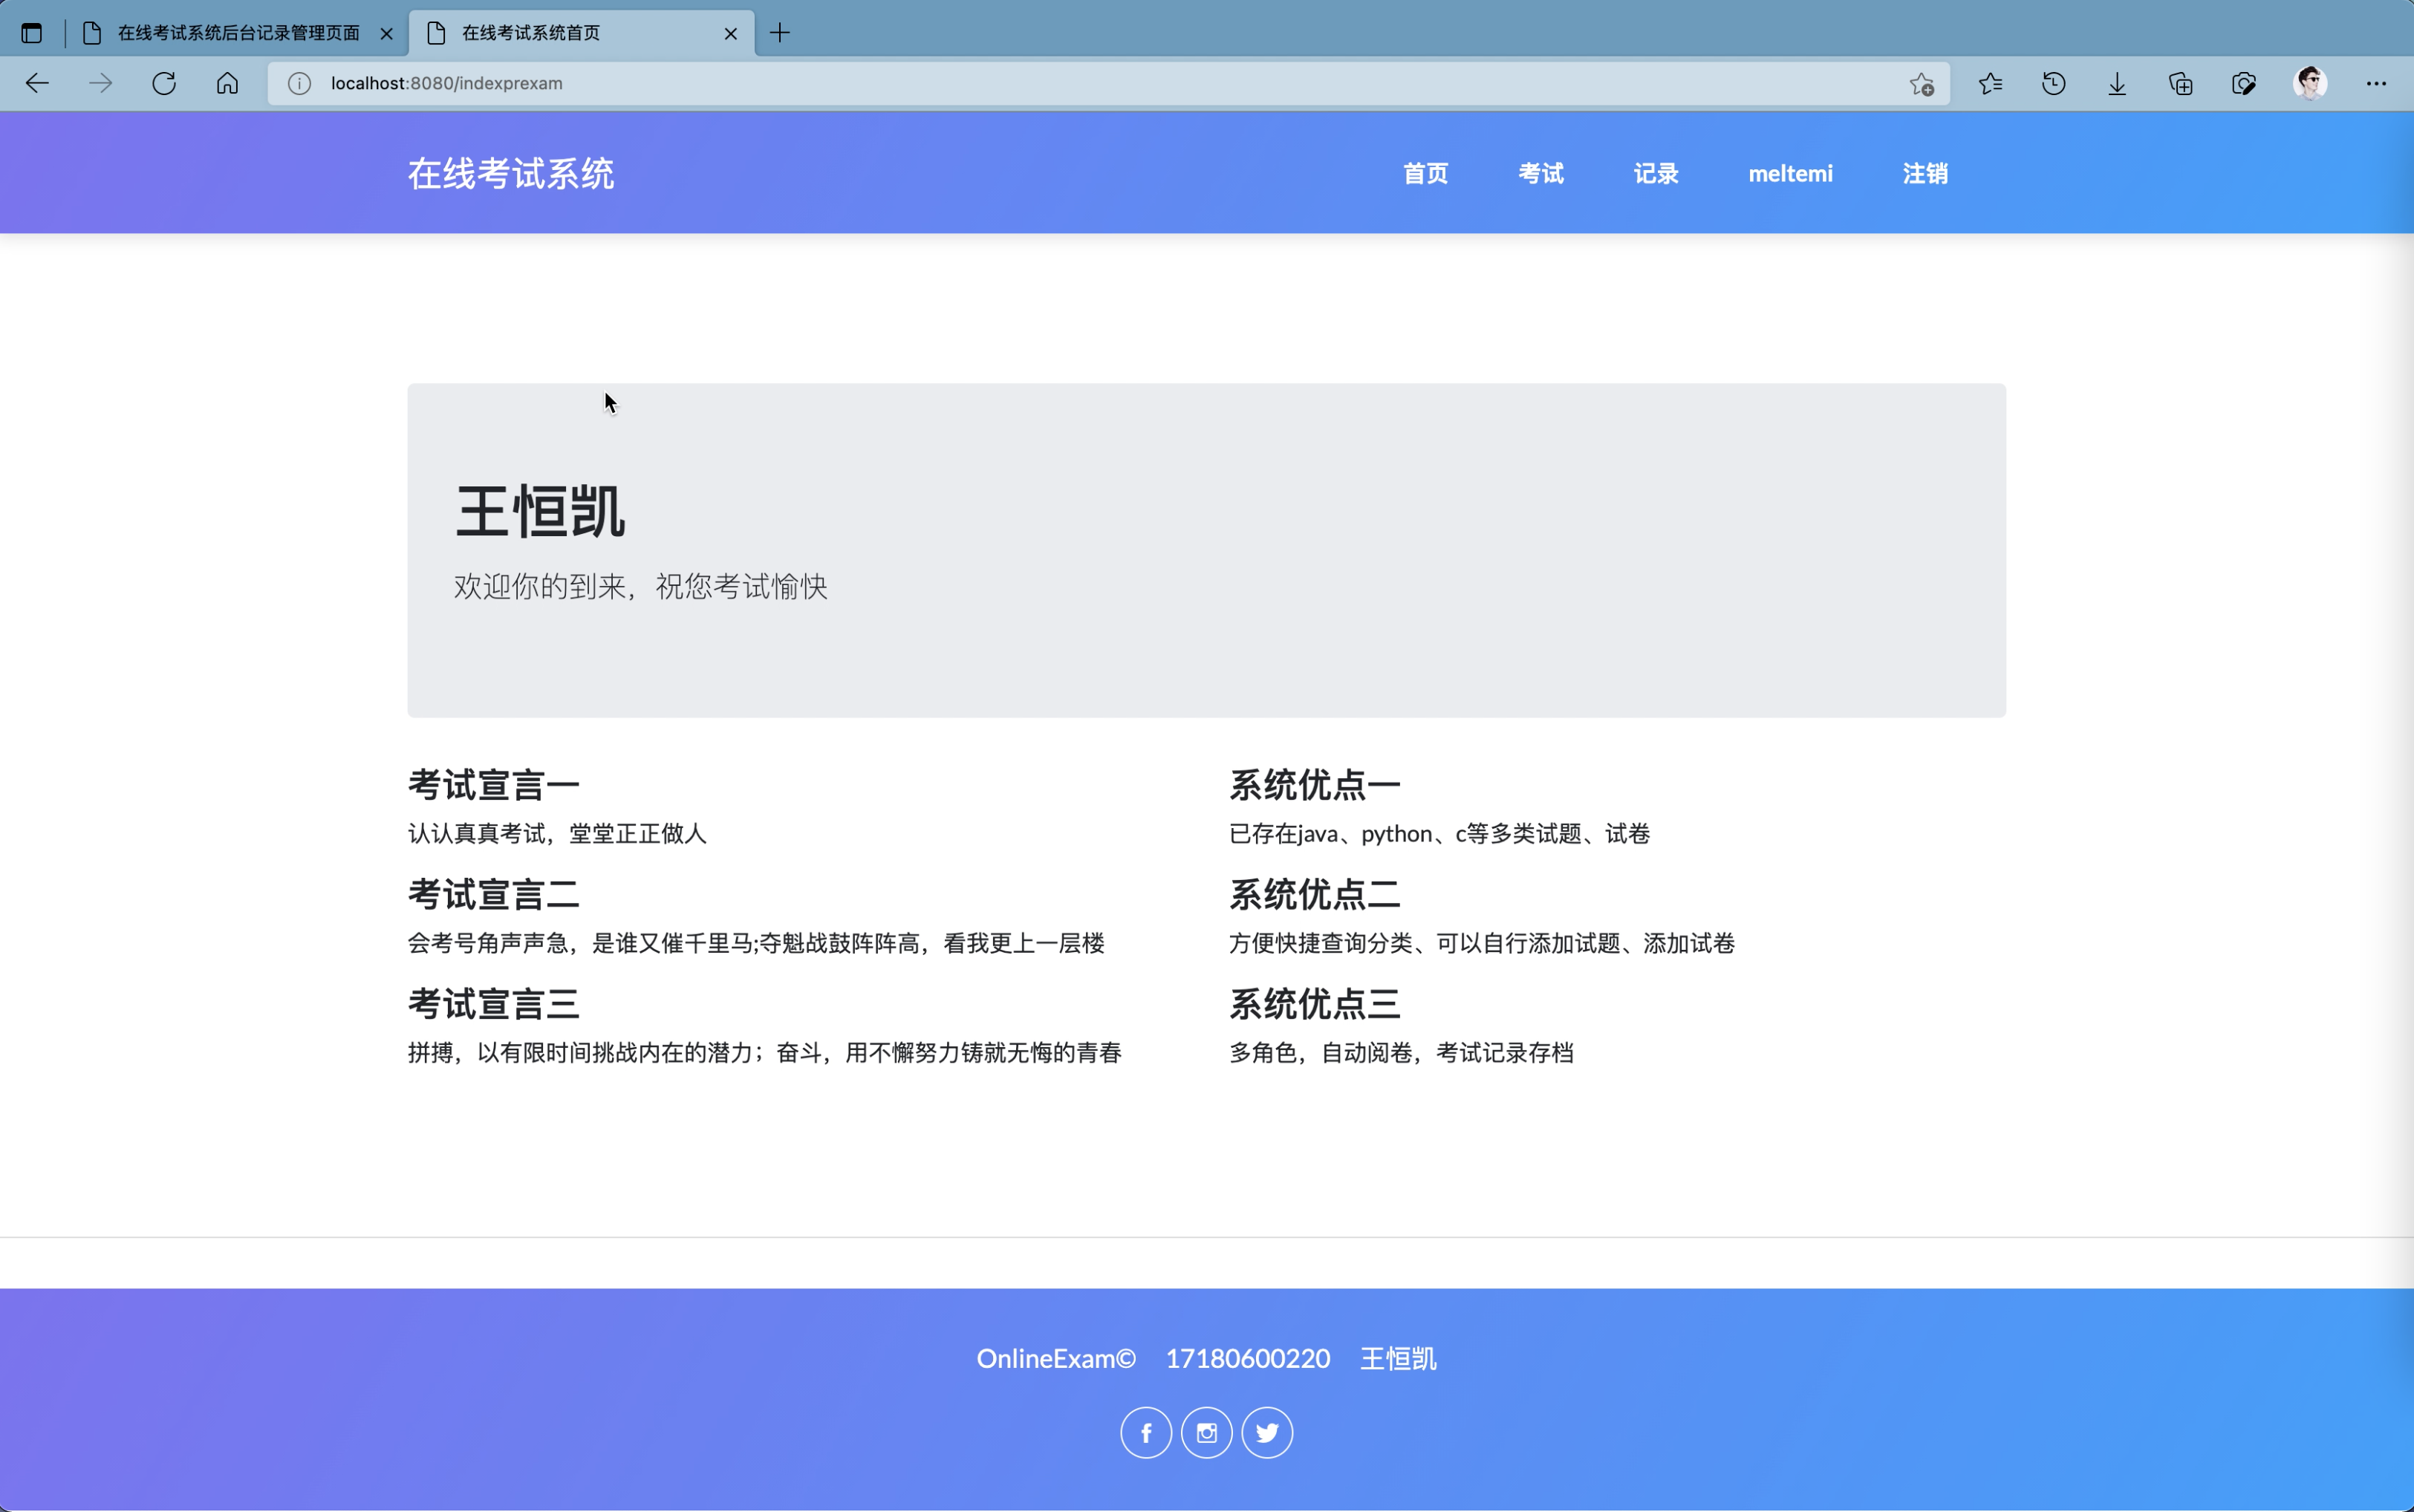 在线考试系统后台记录管理页面 在线考试系统首页
localhost:8080/indexprexam
在线考试系统 首页 考试 记录 meltemi 注销
王恒凯
欢迎你的到来，祝您考试愉快
考试宣言一
认认真真考试，堂堂正正做人
考试宣言二
会考号角声声急，是谁又催千里马;夺魁战鼓阵阵高，看我更上一层楼
考试宣言三
拼搏，以有限时间挑战内在的潜力；奋斗，用不懈努力铸就无悔的青春
系统优点一
已存在java、python、c等多类试题、试卷
系统优点二
方便快捷查询分类、可以自行添加试题、添加试卷
系统优点三
多角色，自动阅卷，考试记录存档
OnlineExam© 17180600220 王恒凯